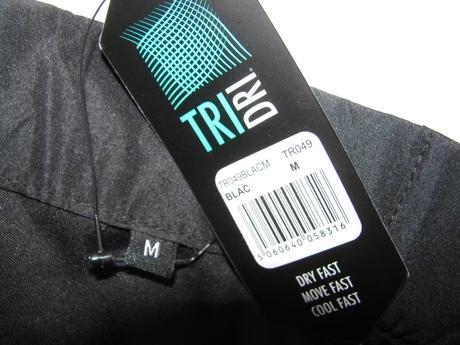 TRI
DRI®
TR049BLACM TR049
BLAC M
5 060640 058316
DRY FAST
MOVE FAST
COOL FAST
M